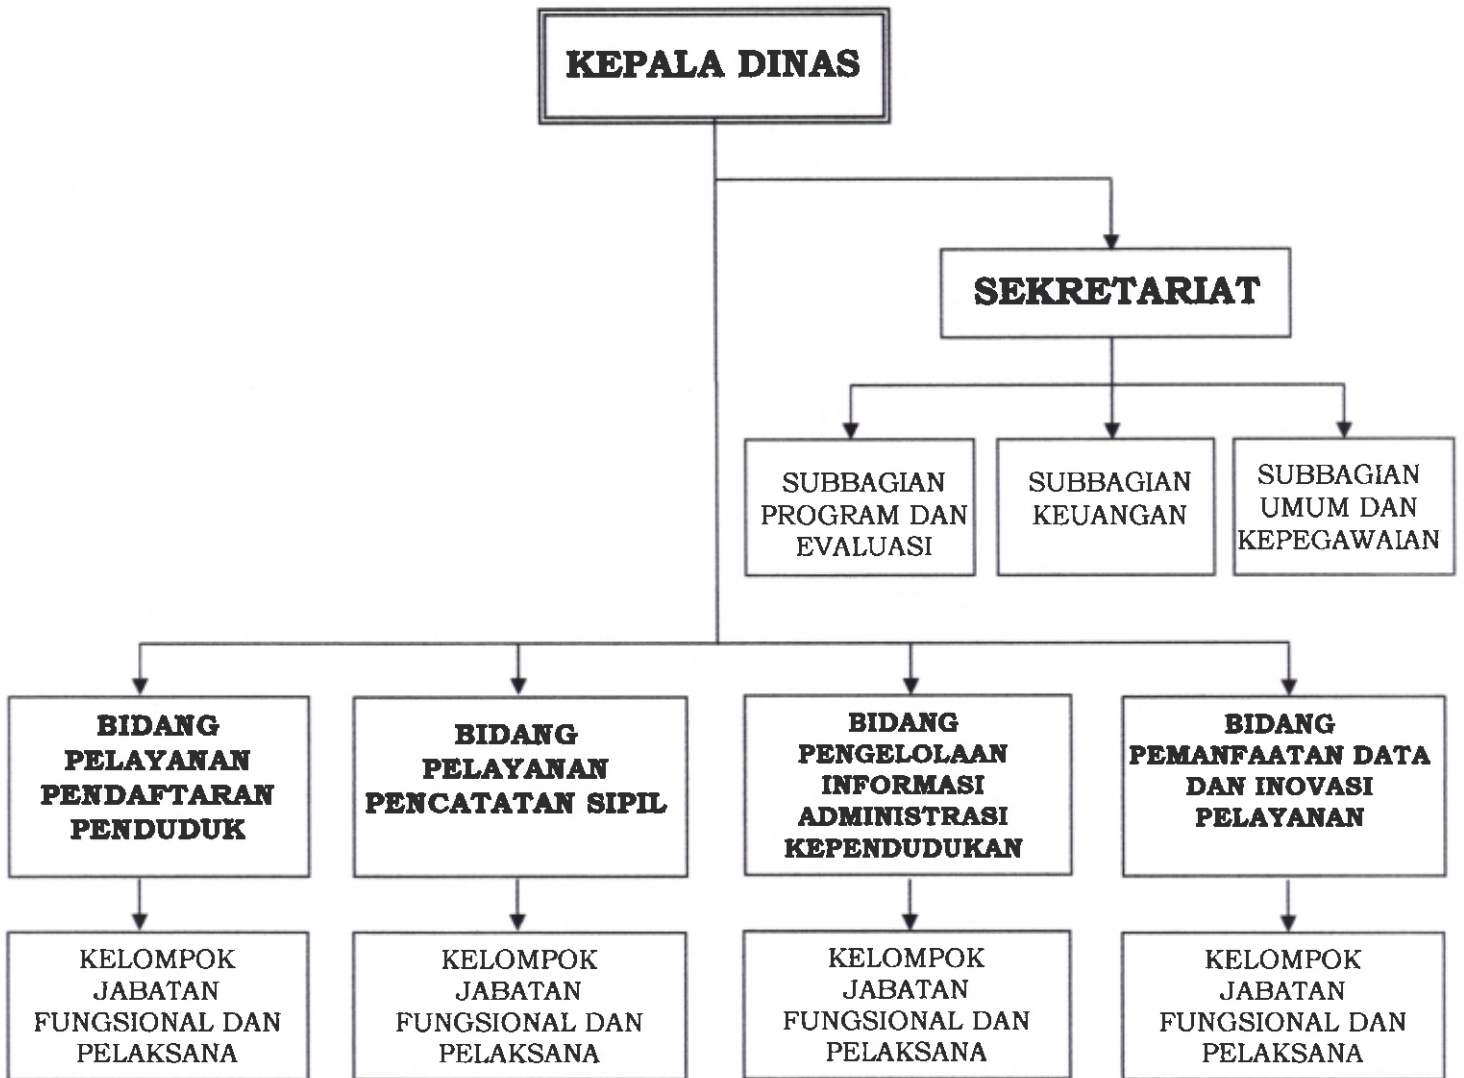 KEPALA DINAS
SEKRETARIAT
SUBBAGIAN
PROGRAM DAN
EVALUASI
SUBBAGIAN
KEUANGAN
SUBBAGIAN
UMUM DAN
KEPEGAWAIAN
BIDANG
PELAYANAN
PENDAFTARAN
PENDUDUK
BIDANG
PELAYANAN
PENCATATAN SIPIL
BIDANG
PENGELOLAAN
INFORMASI
ADMINISTRASI
KEPENDUDUKAN
BIDANG
PEMANFAATAN DATA
DAN INOVASI
PELAYANAN
KELOMPOK
JABATAN
FUNGSIONAL DAN
PELAKSANA
KELOMPOK
JABATAN
FUNGSIONAL DAN
PELAKSANA
KELOMPOK
JABATAN
FUNGSIONAL DAN
PELAKSANA
KELOMPOK
JABATAN
FUNGSIONAL DAN
PELAKSANA